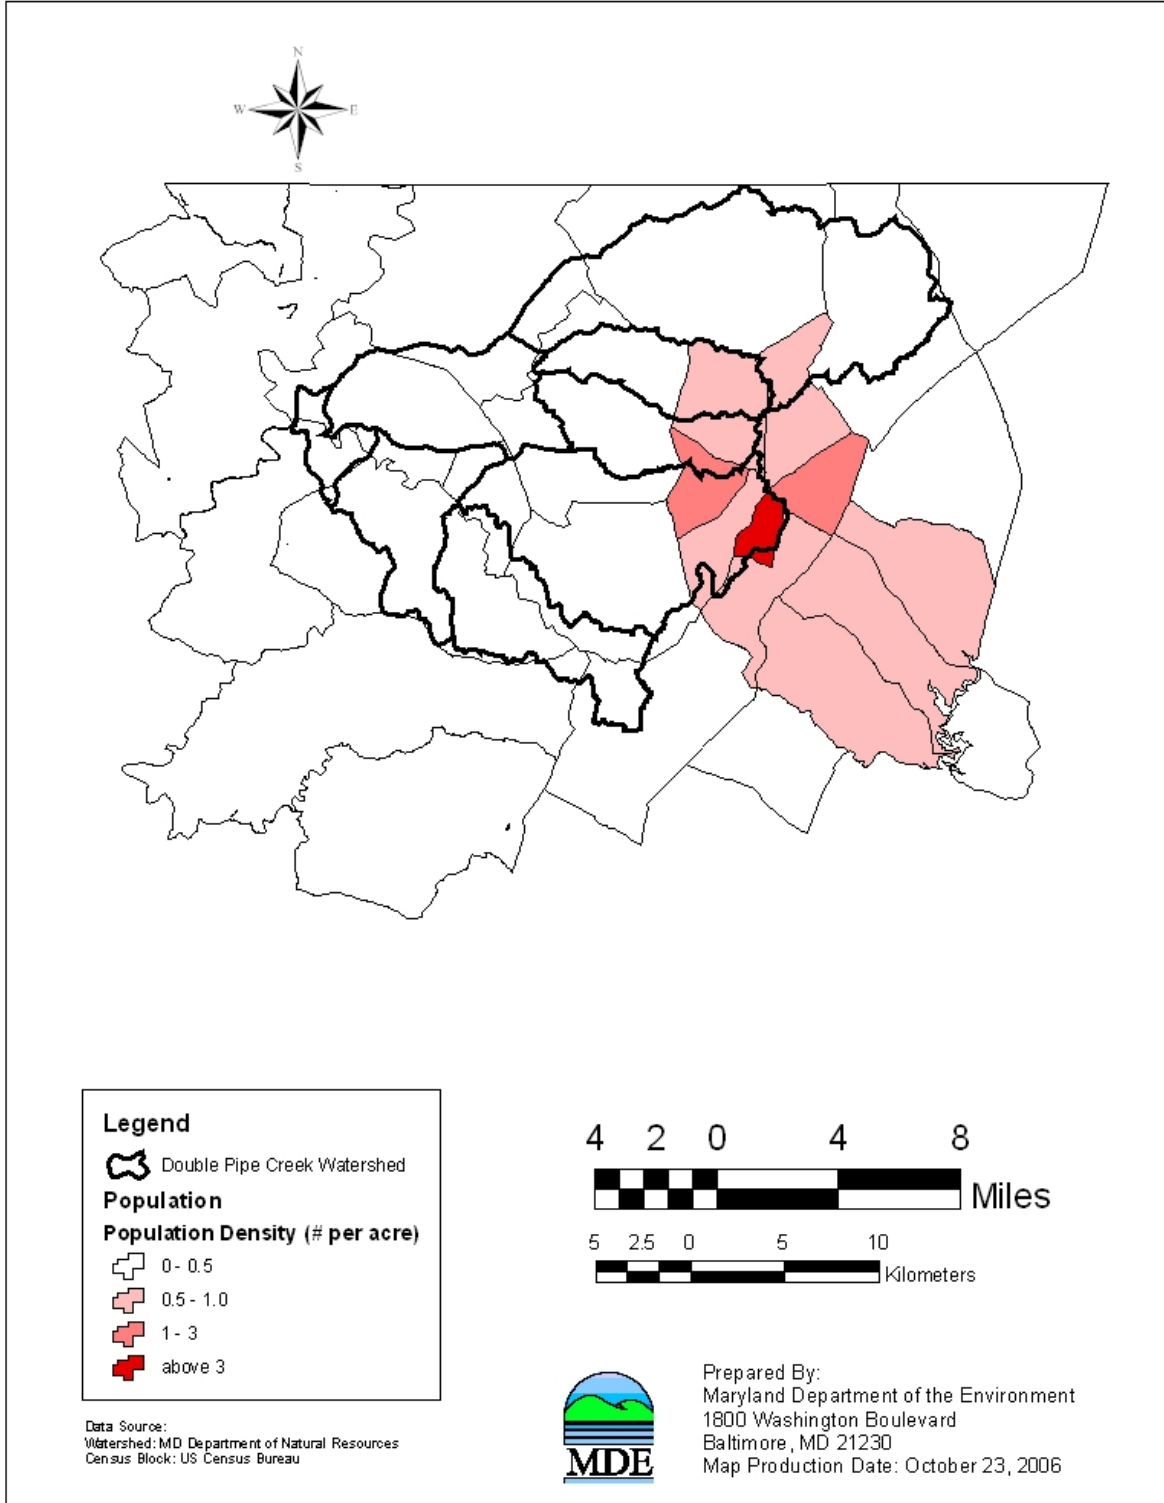 N
W E
S
Legend
Double Pipe Creek Watershed
Population
Population Density (# per acre)
0 - 0.5
0.5 - 1.0
1 - 3
above 3
4 2 0 4 8
Miles
5 2.5 0 5 10
Kilometers
Data Source:
Watershed: MD Department of Natural Resources
Census Block: US Census Bureau
MDE
Prepared By:
Maryland Department of the Environment
1800 Washington Boulevard
Baltimore, MD 21230
Map Production Date: October 23, 2006